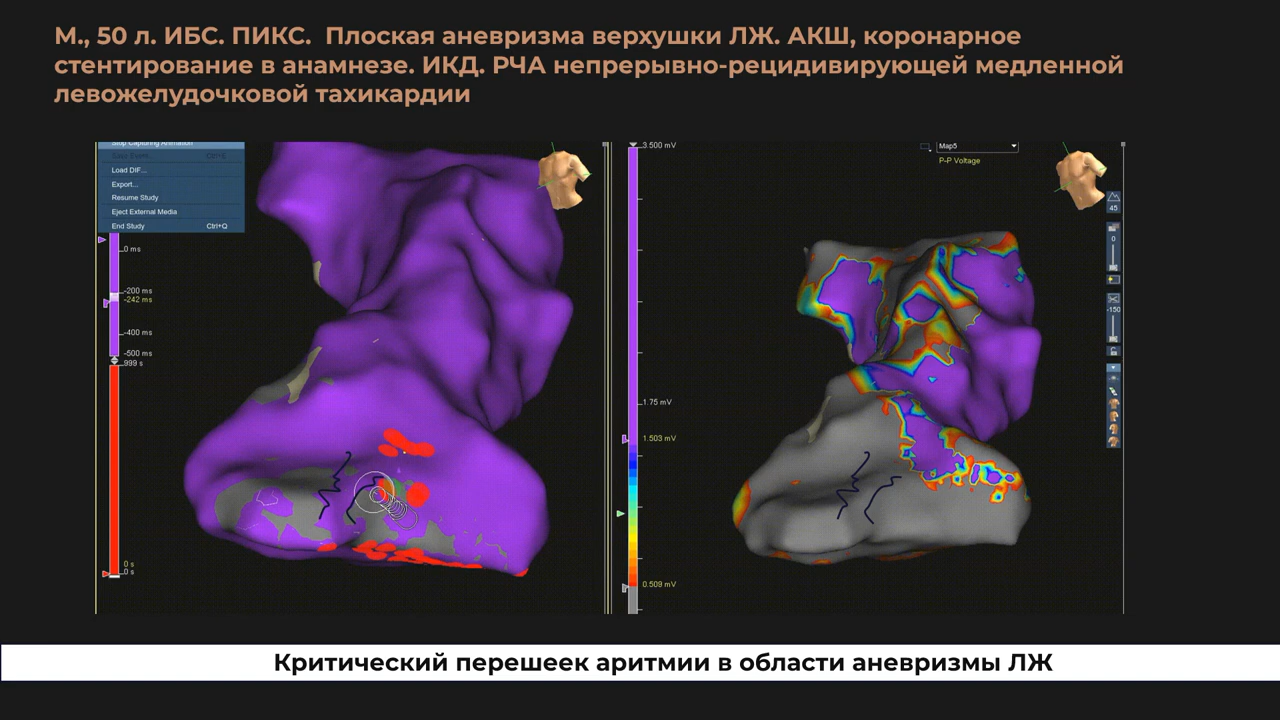 М., 50 л. ИБС. ПИКС. Плоская аневризма верхушки ЛЖ. АКШ, коронарное
стентирование в анамнезе. ИКД. РЧА непрерывно-рецидивирующей медленной
левожелудочковой тахикардии
Stop Capturing Animation
Load DIF...
Export...
Resume Study
Eject External Media
End Study Ctrl+Q
0 ms
-200 ms
-242 ms
-400 ms
-500 ms
999 s
0 s
0 s
3.500 mV
1.75 mV
1.503 mV
0.509 mV
Map5
P-P Voltage
45
0
-150
Критический перешеек аритмии в области аневризмы ЛЖ